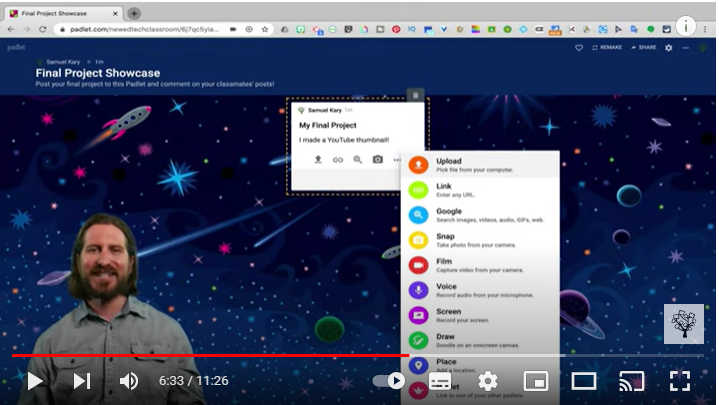 Final Project Showcase
padlet.com/newedtechclassroom/6j7qc5yia...
padlet
REMAKE
SHARE
Samuel Kary
1m
Final Project Showcase
Post your final project to this Padlet and comment on your classmates' posts!
Samuel Kary 1m
My Final Project
I made a YouTube thumbnail!
Upload
Pick file from your computer.
Link
Enter any URL.
Google
Search images, videos, audio, GIFs, web.
Snap
Take photo from your camera.
Film
Capture video from your camera.
Voice
Record audio from your microphone.
Screen
Record your screen.
Draw
Doodle on an onscreen canvas.
Place
Add a location.
Link to one of your other padlets.
6:33 / 11:26